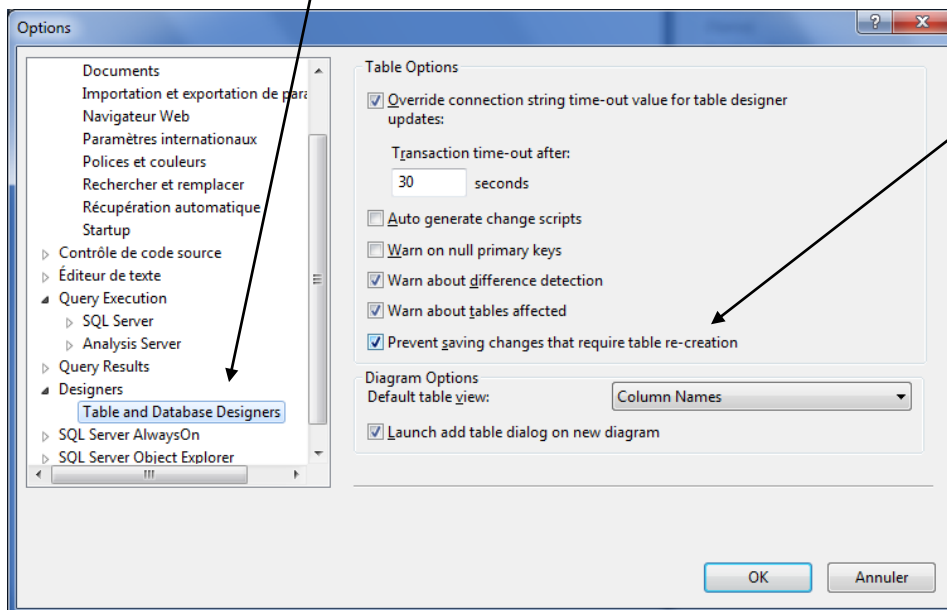 Options
Documents
Importation et exportation de para
Navigateur Web
Paramètres internationaux
Polices et couleurs
Rechercher et remplacer
Récupération automatique
Startup
Contrôle de code source
Éditeur de texte
Query Execution
SQL Server
Analysis Server
Query Results
Designers
Table and Database Designers
SQL Server AlwaysOn
SQL Server Object Explorer
Table Options
Override connection string time-out value for table designer
updates:
Transaction time-out after:
30 seconds
Auto generate change scripts
Warn on null primary keys
Warn about difference detection
Warn about tables affected
Prevent saving changes that require table re-creation
Diagram Options
Default table view: Column Names
Launch add table dialog on new diagram
OK Annuler